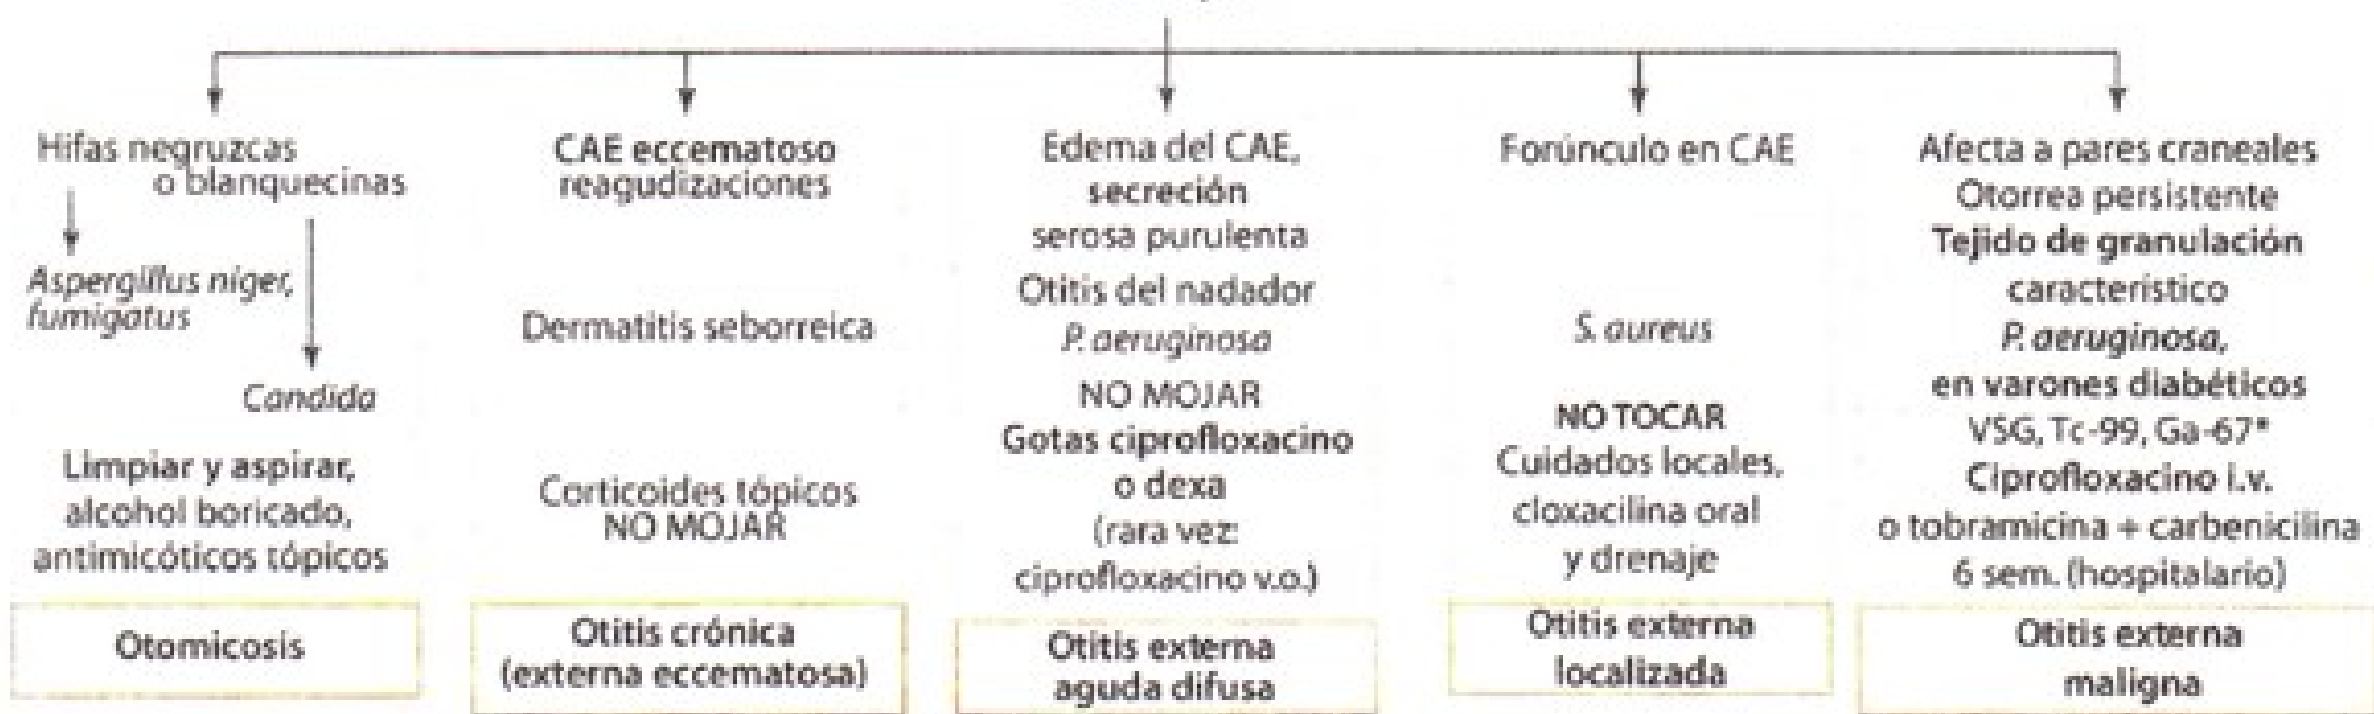 Hifas negruzcas
o blanquecinas
Aspergillus niger,
fumigatus
Candida
Limpiar y aspirar,
alcohol boricado,
antimicóticos tópicos
Otomicosis
CAE eccematoso
reagudizaciones
Dermatitis seborreica
Corticoides tópicos
NO MOJAR
Otitis crónica
(externa eccematosa)
Edema del CAE,
secreción
serosa purulenta
Otitis del nadador
P. aeruginosa
NO MOJAR
Gotas ciprofloxacino
o dexa
(rara vez:
ciprofloxacino v.o.)
Otitis externa
aguda difusa
Forúnculo en CAE
S. aureus
NO TOCAR
Cuidados locales,
cloxacilina oral
y drenaje
Otitis externa
localizada
Afecta a pares craneales
Otorrea persistente
Tejido de granulación
característico
P. aeruginosa,
en varones diabéticos
VSG, Tc-99, Ga-67*
Ciprofloxacino i.v.
o tobramicina + carbenicilina
6 sem. (hospitalario)
Otitis externa
maligna